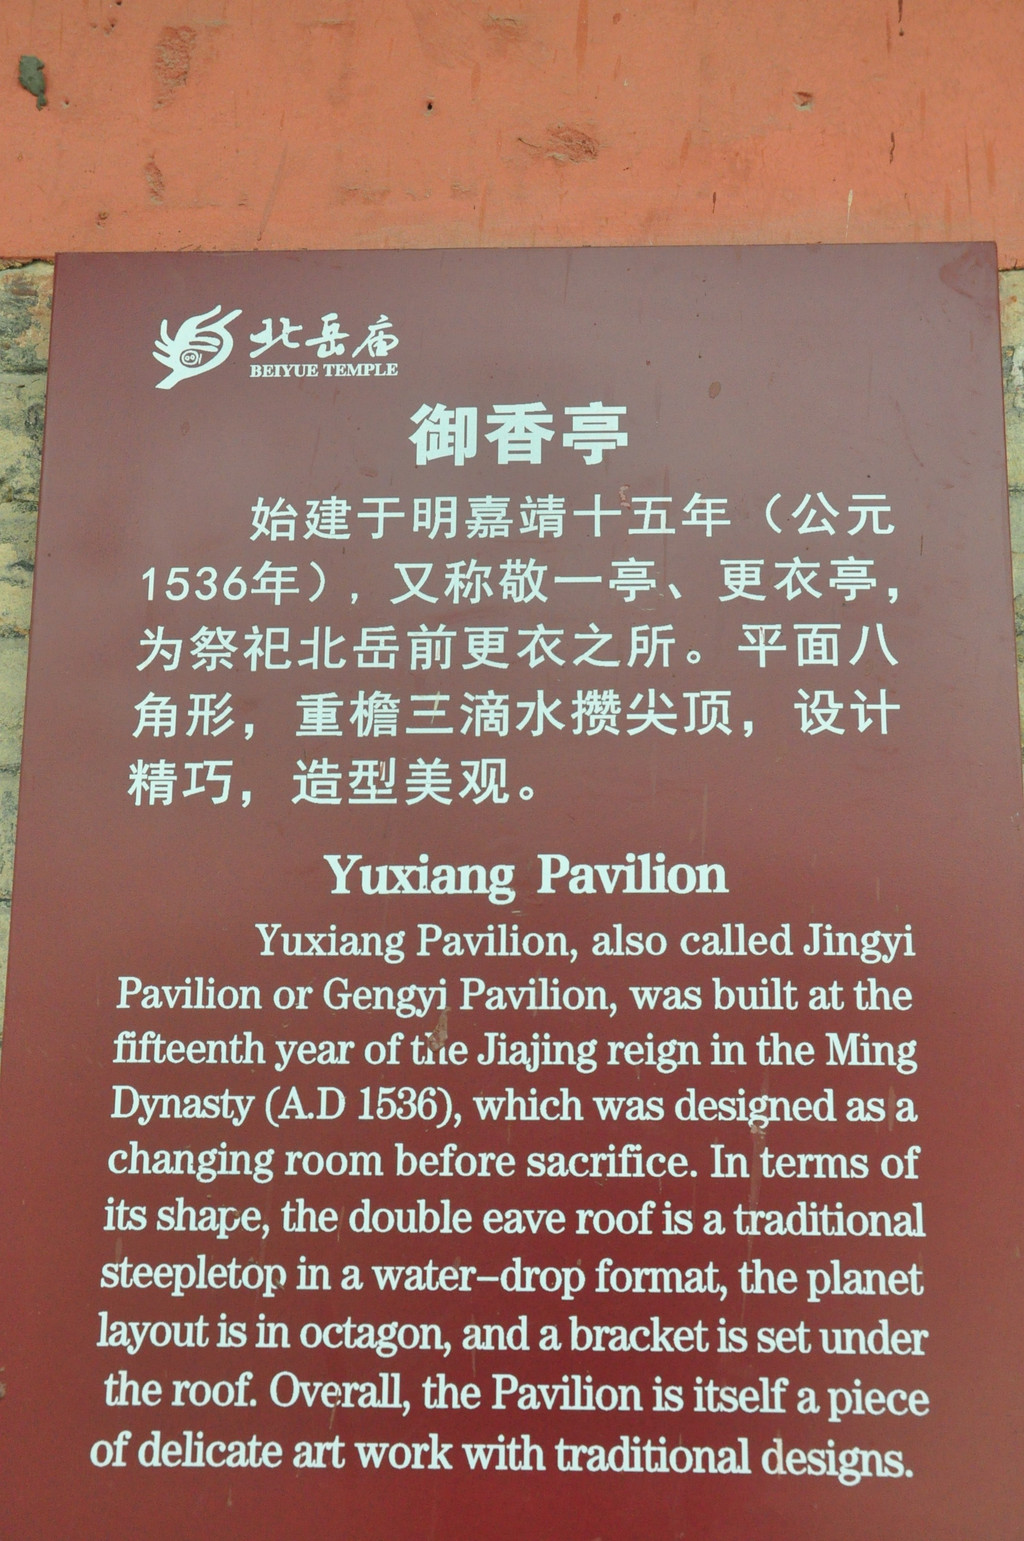 北岳庙
BEIYUE TEMPLE
御香亭
始建于明嘉靖十五年（公元
1536年），又称敬一亭、更衣亭，
为祭祀北岳前更衣之所。平面八
角形，重檐三滴水攒尖顶，设计
精巧，造型美观。
Yuxiang Pavilion
Yuxiang Pavilion, also called Jingyi
Pavilion or Gengyi Pavilion, was built at the
fifteenth year of the Jiajing reign in the Ming
Dynasty (A.D 1536), which was designed as a
changing room before sacrifice. In terms of
its shape, the double eave roof is a traditional
steepletop in a water-drop format, the planet
layout is in octagon, and a bracket is set under
the roof. Overall, the Pavilion is itself a piece
of delicate art work with traditional designs.